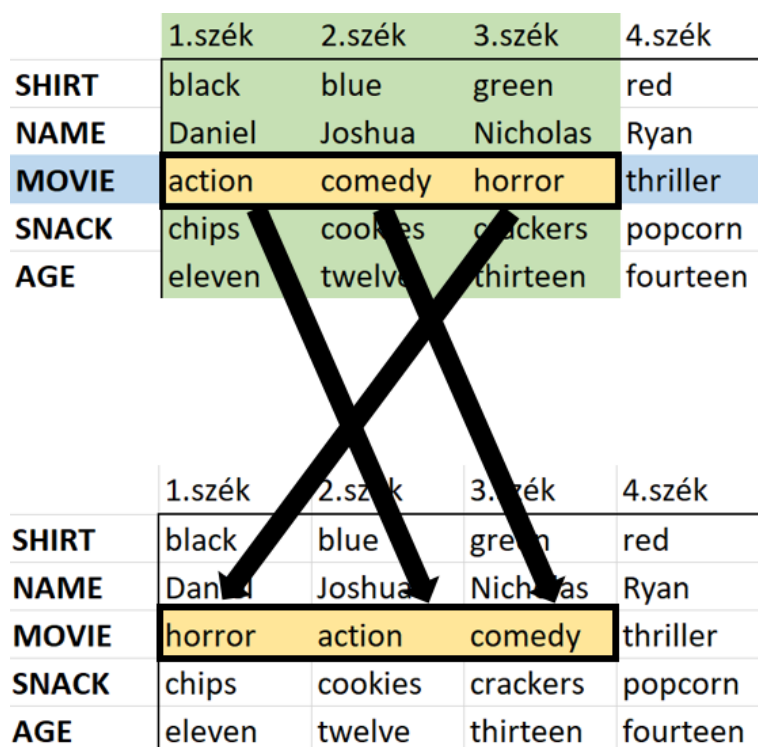 1.szék 2.szék 3.szék 4.szék
SHIRT black blue green red
NAME Daniel Joshua Nicholas Ryan
MOVIE action comedy horror thriller
SNACK chips cookies crackers popcorn
AGE eleven twelve thirteen fourteen
1.szék 2.szék 3.szék 4.szék
SHIRT black blue green red
NAME Daniel Joshua Nicholas Ryan
MOVIE horror action comedy thriller
SNACK chips cookies crackers popcorn
AGE eleven twelve thirteen fourteen